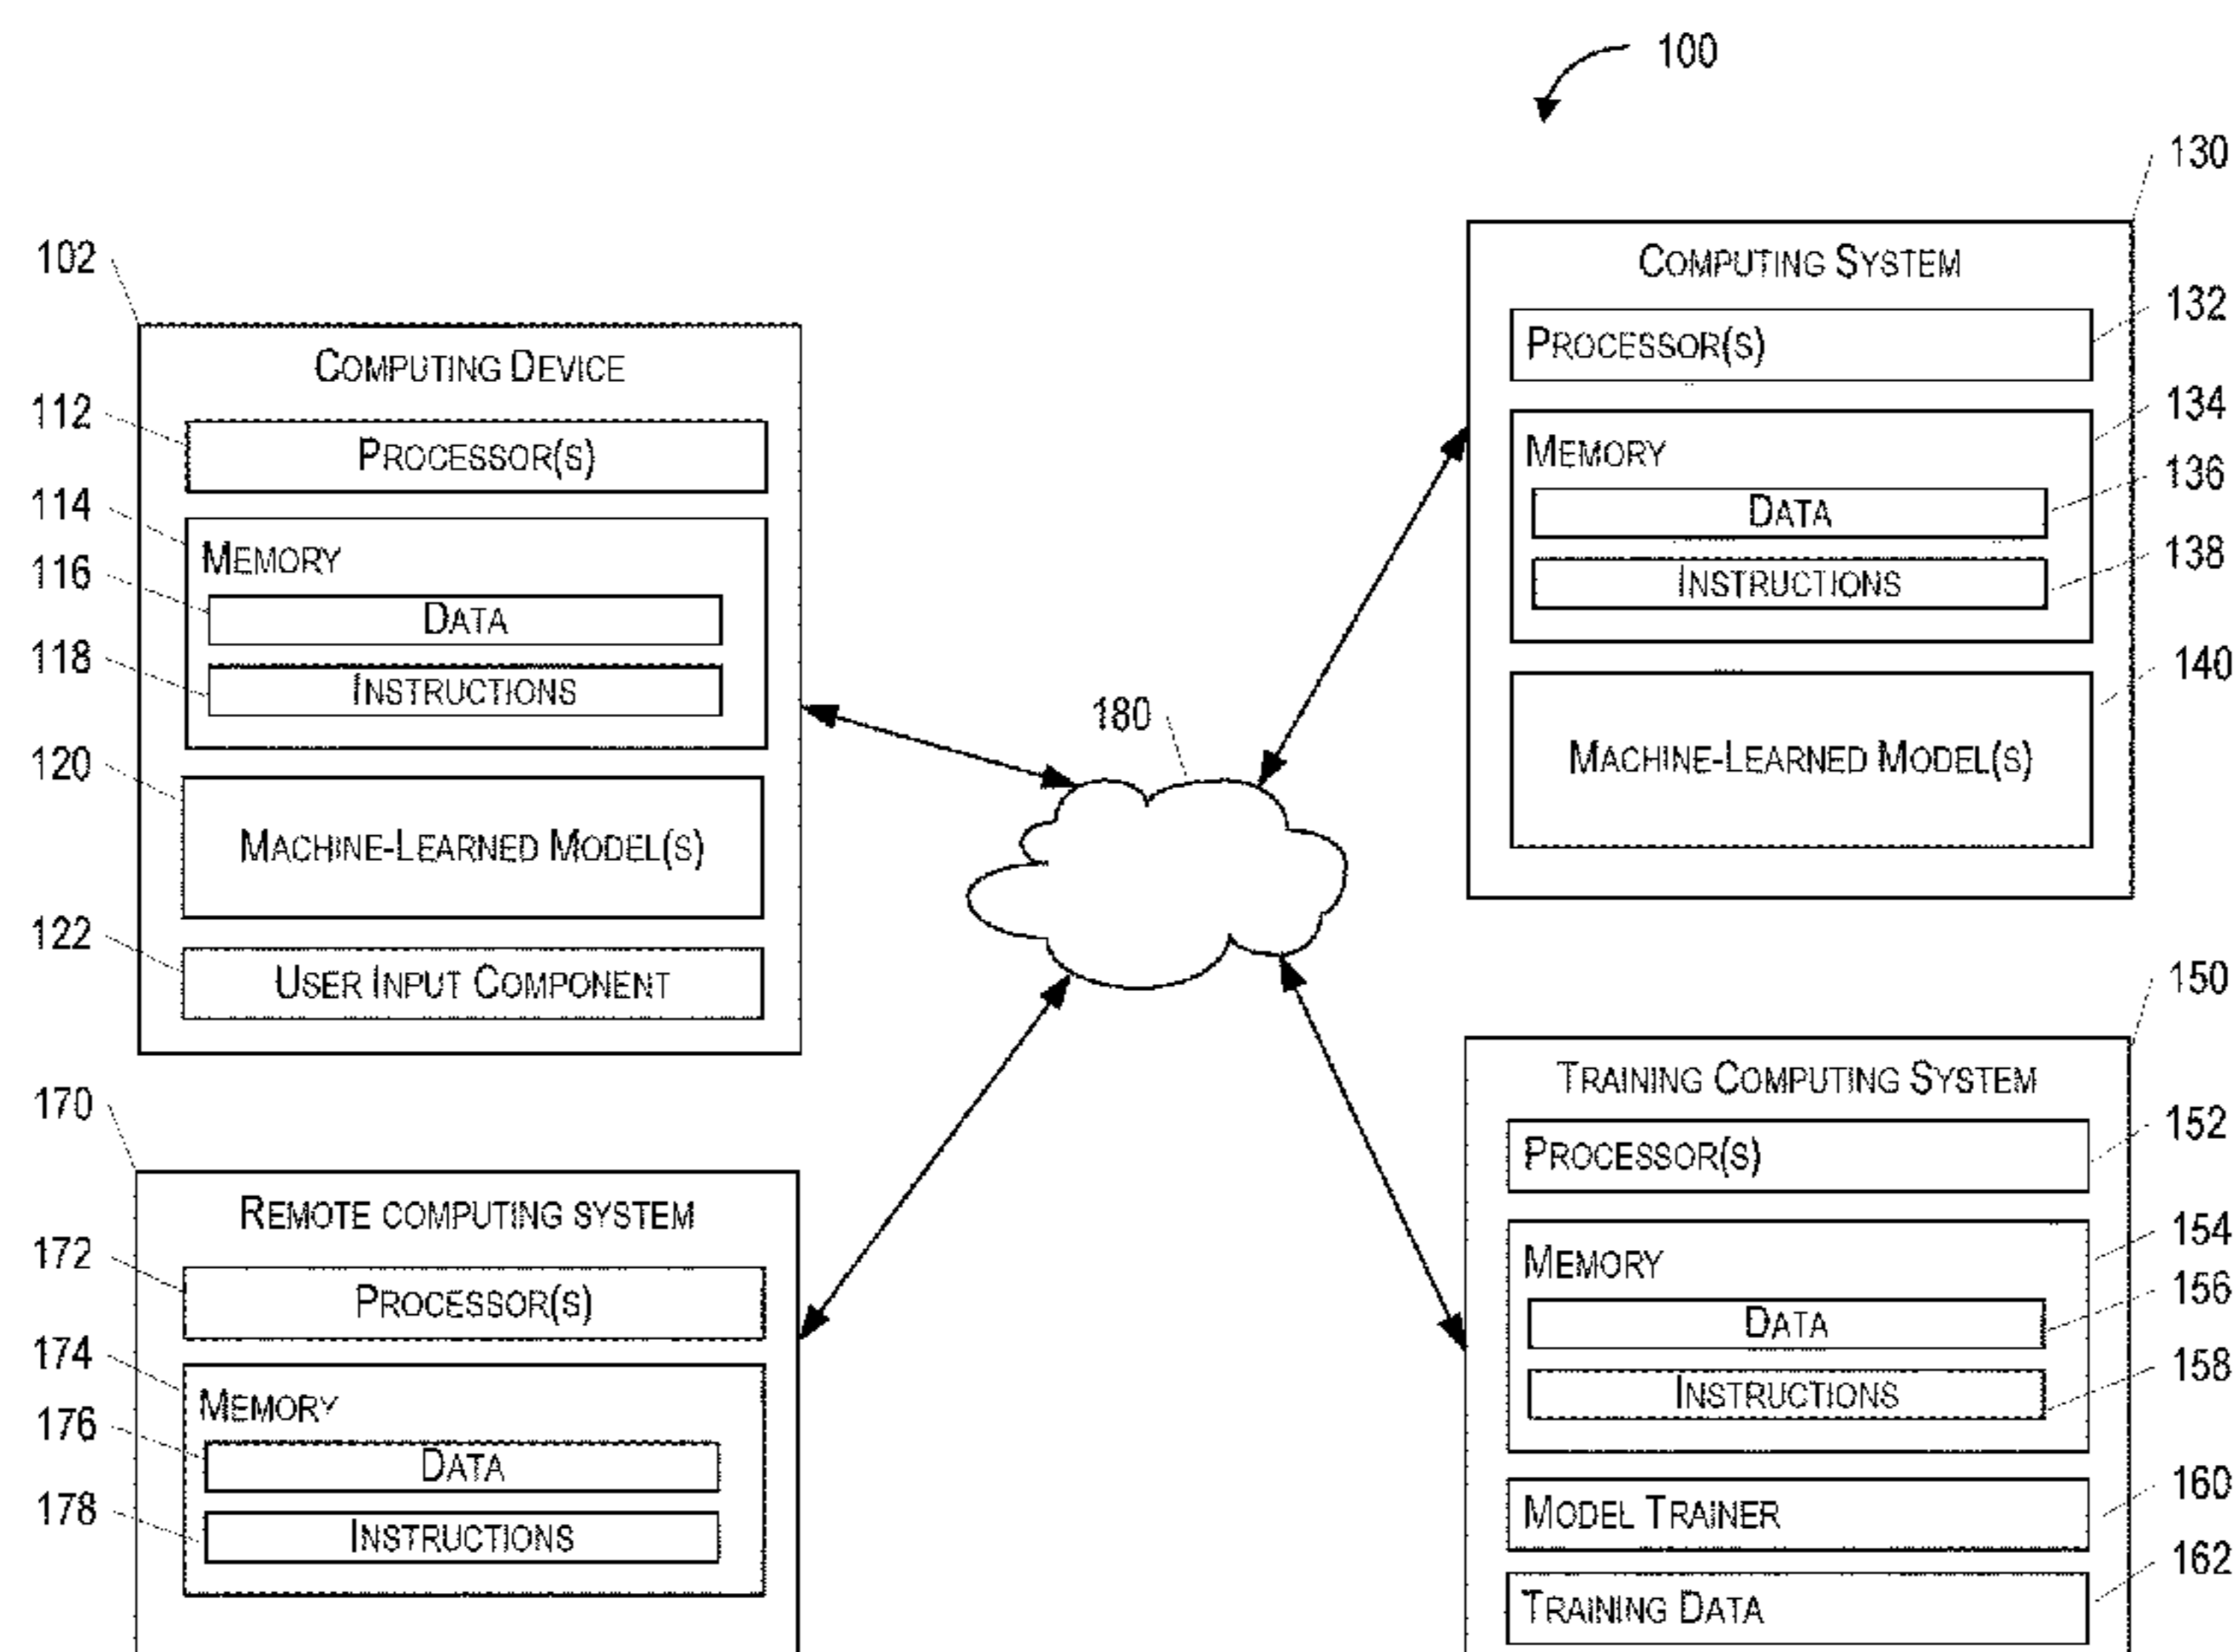 100
130
102
COMPUTING SYSTEM
132
PROCESSOR(S)
COMPUTING DEVICE
134
112
PROCESSOR(S)
MEMORY
136
114
DATA
MEMORY
138
116
INSTRUCTIONS
DATA
118
140
INSTRUCTIONS
180
120
MACHINE-LEARNED MODEL(S)
MACHINE-LEARNED MODEL(S)
122
USER INPUT COMPONENT
150
TRAINING COMPUTING SYSTEM
170
152
PROCESSOR(S)
REMOTE COMPUTING SYSTEM
154
172
MEMORY
PROCESSOR(S)
156
DATA
174
158
MEMORY
INSTRUCTIONS
176
DATA
160
178
MODEL TRAINER
INSTRUCTIONS
162
TRAINING DATA